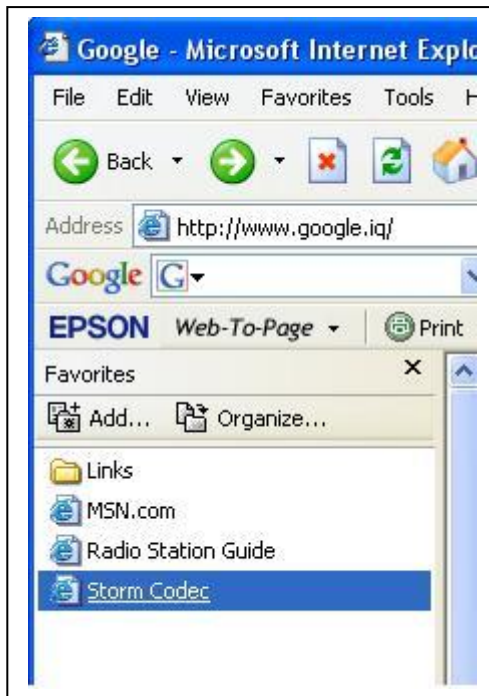 Google - Microsoft Internet Explo
File Edit View Favorites Tools H
Back
Address http://www.google.iq/
Google G
EPSON Web-To-Page Print
Favorites
Add... Organize...
Links
MSN.com
Radio Station Guide
Storm Codec